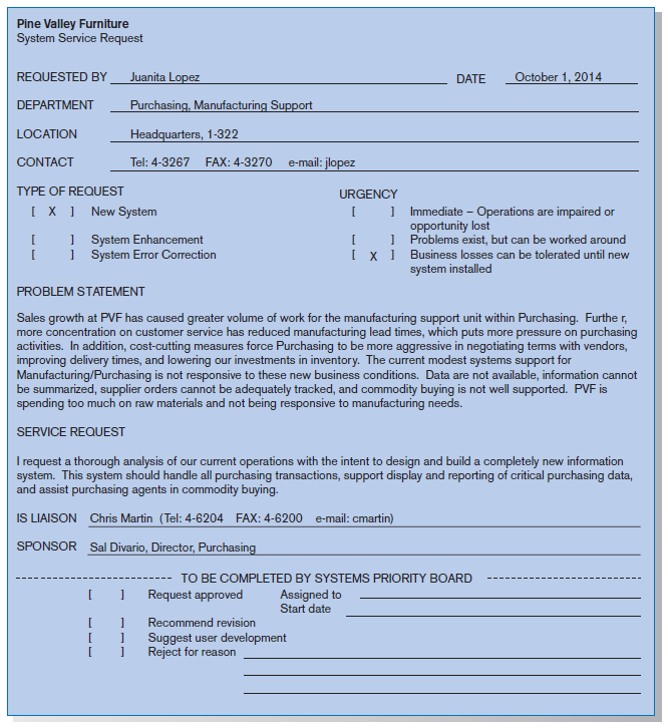 Pine Valley Furniture
System Service Request
REQUESTED BY Juanita Lopez DATE October 1, 2014
DEPARTMENT Purchasing, Manufacturing Support
LOCATION Headquarters, 1-322
CONTACT Tel: 4-3267 FAX: 4-3270 e-mail: jlopez
TYPE OF REQUEST URGENCY
[ X ] New System [ ] Immediate – Operations are impaired or
opportunity lost
[ ] System Enhancement [ ] Problems exist, but can be worked around
[ ] System Error Correction [ X ] Business losses can be tolerated until new
system installed
PROBLEM STATEMENT
Sales growth at PVF has caused greater volume of work for the manufacturing support unit within Purchasing. Furthe r,
more concentration on customer service has reduced manufacturing lead times, which puts more pressure on purchasing
activities. In addition, cost-cutting measures force Purchasing to be more aggressive in negotiating terms with vendors,
improving delivery times, and lowering our investments in inventory. The current modest systems support for
Manufacturing/Purchasing is not responsive to these new business conditions. Data are not available, information cannot
be summarized, supplier orders cannot be adequately tracked, and commodity buying is not well supported. PVF is
spending too much on raw materials and not being responsive to manufacturing needs.
SERVICE REQUEST
I request a thorough analysis of our current operations with the intent to design and build a completely new information
system. This system should handle all purchasing transactions, support display and reporting of critical purchasing data,
and assist purchasing agents in commodity buying.
IS LIAISON Chris Martin (Tel: 4-6204 FAX: 4-6200 e-mail: cmartin)
SPONSOR Sal Divario, Director, Purchasing
TO BE COMPLETED BY SYSTEMS PRIORITY BOARD
[ ] Request approved Assigned to
Start date
[ ] Recommend revision
[ ] Suggest user development
[ ] Reject for reason